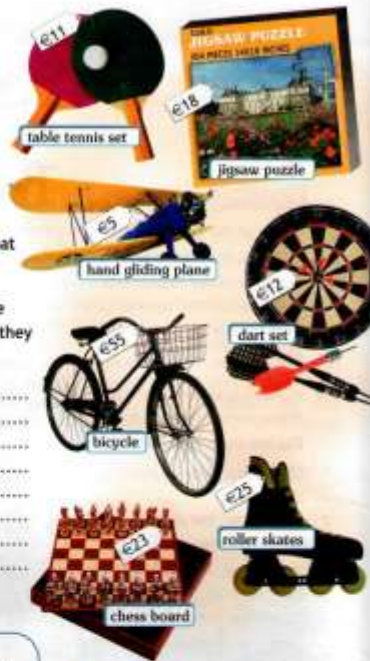 €11
table tennis set
JIGSAW PUZZLE
€18
jigsaw puzzle
at
€5
hand gliding plane
€12
dart set
they
€55
bicycle
€25
roller skates
€23
chess board